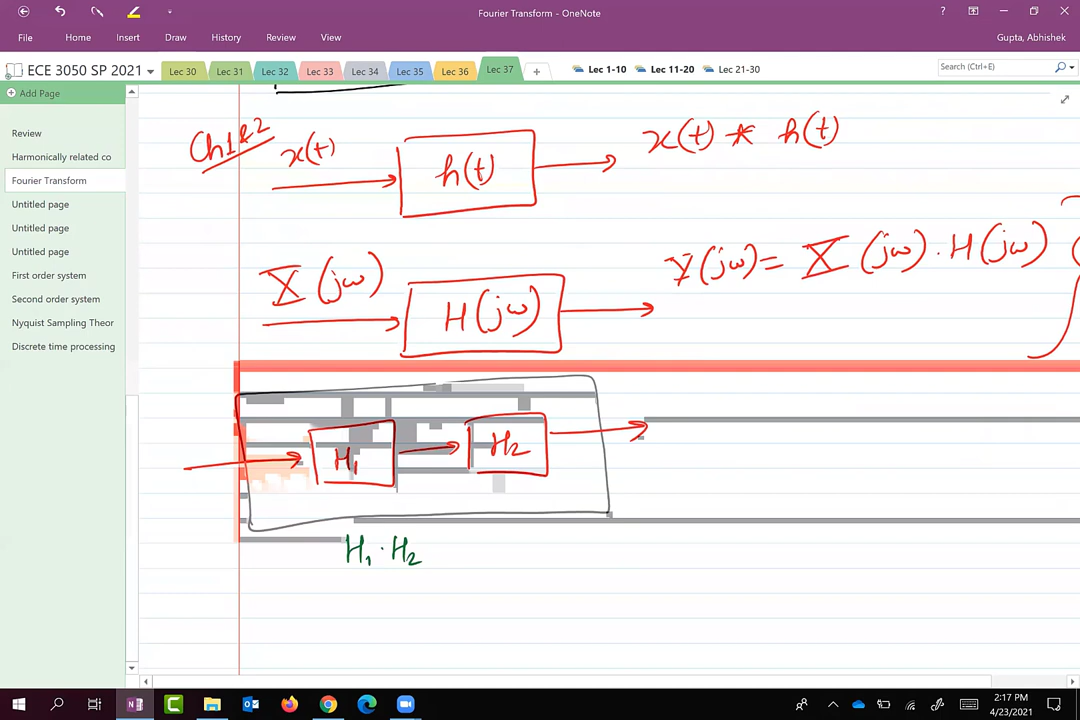 Fourier Transform - OneNote
?
File
Home
Insert
Draw
History
Review
View
Gupta, Abhishek
ECE 3050 SP 2021
Lec 30
Lec 31
Lec 32
Lec 33
Lec 34
Lec 35
Lec 36
Lec 37
Lec 1-10
Lec 11-20
Lec 21-30
Search (Ctrl+E)
Add Page
Review
Harmonically related co
Fourier Transform
Untitled page
Untitled page
Untitled page
First order system
Second order system
Nyquist Sampling Theor
Discrete time processing
Ch1&2
x(t)
h(t)
x(t) * h(t)
X(jω)
H(jω)
Y(jω) = X(jω) · H(jω)
H₁
H₂
H₁ · H₂
2:17 PM
4/23/2021